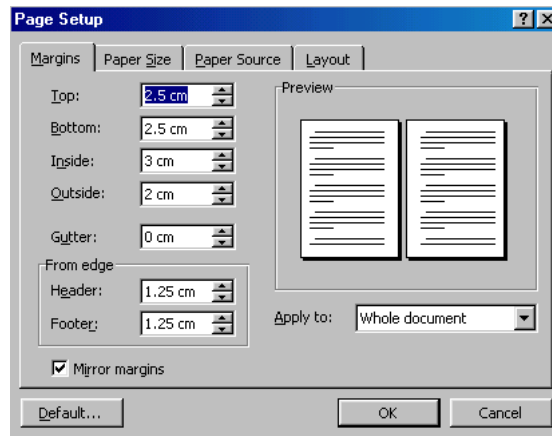 Page Setup
Margins Paper Size Paper Source Layout
Top: 2.5 cm
Bottom: 2.5 cm
Inside: 3 cm
Outside: 2 cm
Gutter: 0 cm
From edge
Header: 1.25 cm
Footer: 1.25 cm
Mirror margins
Preview
Apply to: Whole document
Default... OK Cancel